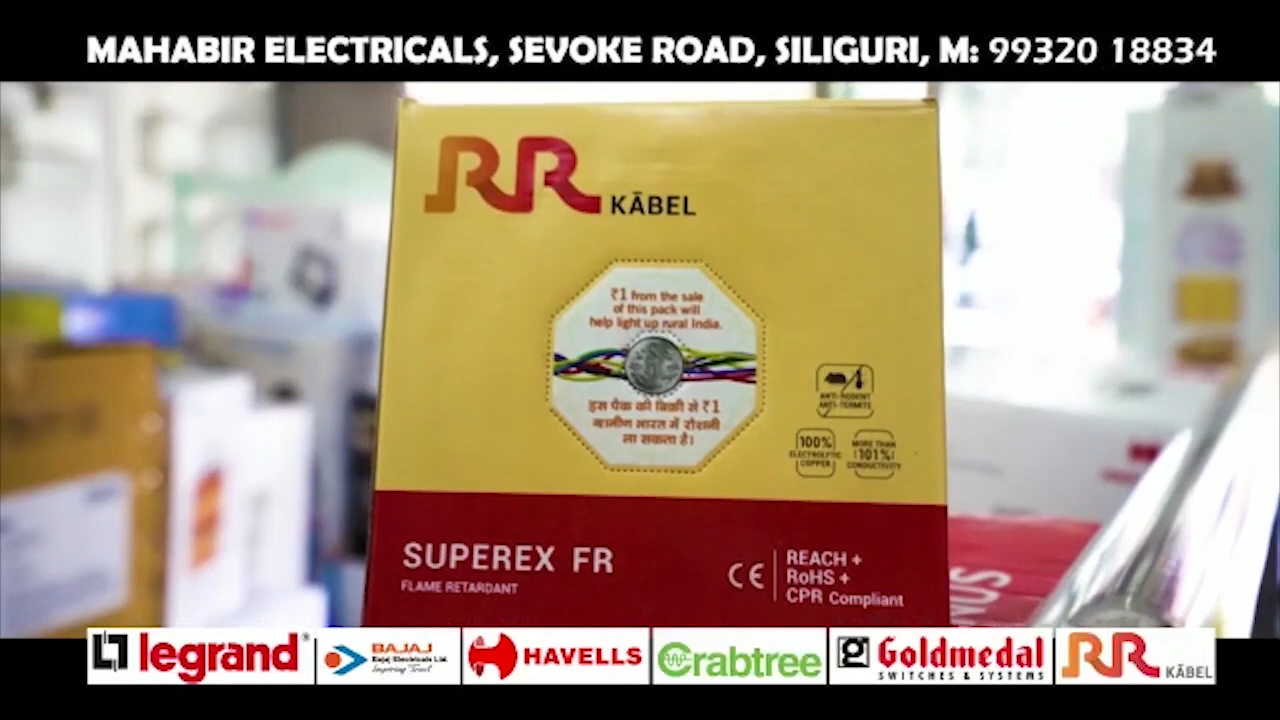 MAHABIR ELECTRICALS, SEVOKE ROAD, SILIGURI, M: 99320 18834
RR KĀBEL
₹1 from the sale
of this pack will
help light up rural India.
इस पैक की बिक्री से ₹1
ग्रामीण भारत में रौशनी
ला सकता है।
ANTI-RODENT
ANTI-TERMITE
100%
ELECTROLYTIC
COPPER
MORE THAN
101%
CONDUCTIVITY
SUPEREX FR
FLAME RETARDANT
CE
REACH +
RoHS +
CPR Compliant
legrand®
BAJAJ
Bajaj Electricals Ltd.
Inspiring Trust
HAVELLS
Crabtree
Goldmedal
SWITCHES & SYSTEMS
RR KĀBEL